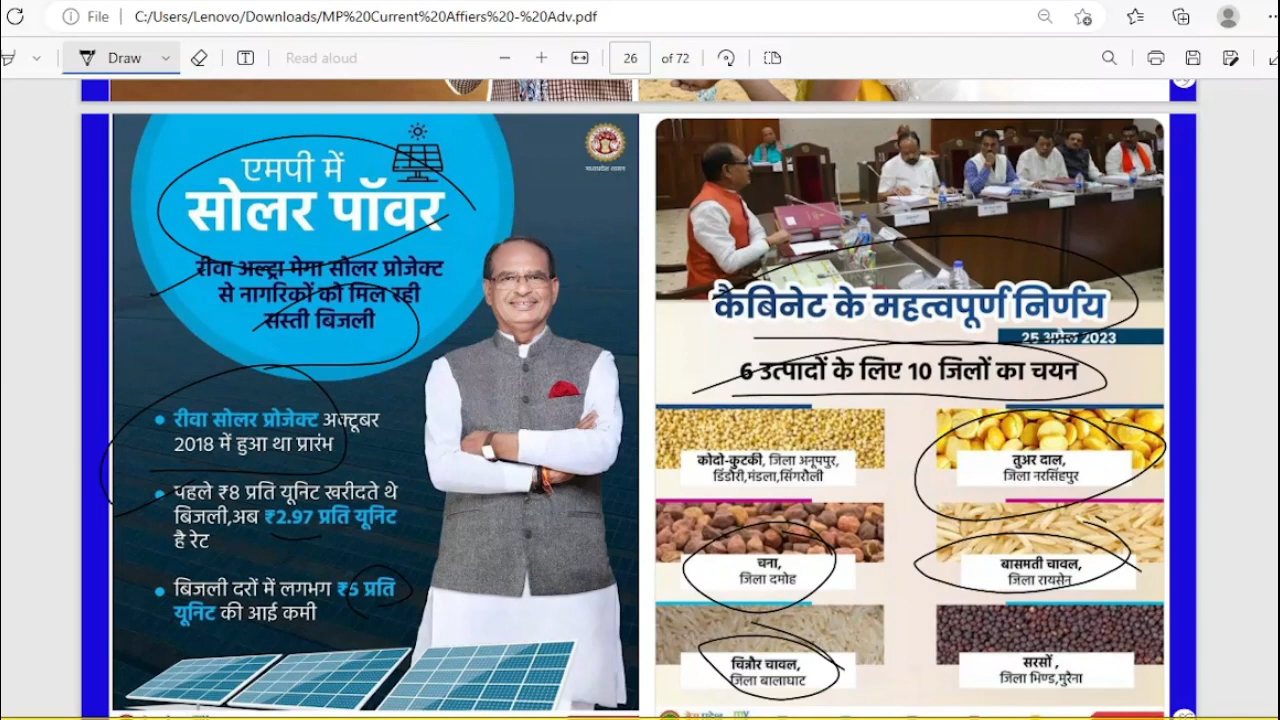 File
C:/Users/Lenovo/Downloads/MP%20Current%20Affiers%20-%20Adv.pdf
Draw
Read aloud
26
of 72
एमपी में
सोलर पॉवर
रीवा अल्ट्रा मेगा सोलर प्रोजेक्ट
से नागरिकों को मिल रही
सस्ती बिजली
रीवा सोलर प्रोजेक्ट अक्टूबर
2018 में हुआ था प्रारंभ
पहले ₹8 प्रति यूनिट खरीदते थे
बिजली,अब ₹2.97 प्रति यूनिट
है रेट
बिजली दरों में लगभग ₹5 प्रति
यूनिट की आई कमी
कैबिनेट के महत्वपूर्ण निर्णय
25 अप्रैल 2023
6 उत्पादों के लिए 10 जिलों का चयन
कोदो-कुटकी, जिला अनूपपुर,
डिंडौरी,मंडला,सिंगरौली
तुअर दाल,
जिला नरसिंहपुर
चना,
जिला दमोह
बासमती चावल,
जिला रायसेन
चिन्नौर चावल,
जिला बालाघाट
सरसों ,
जिला भिण्ड,मुरैना